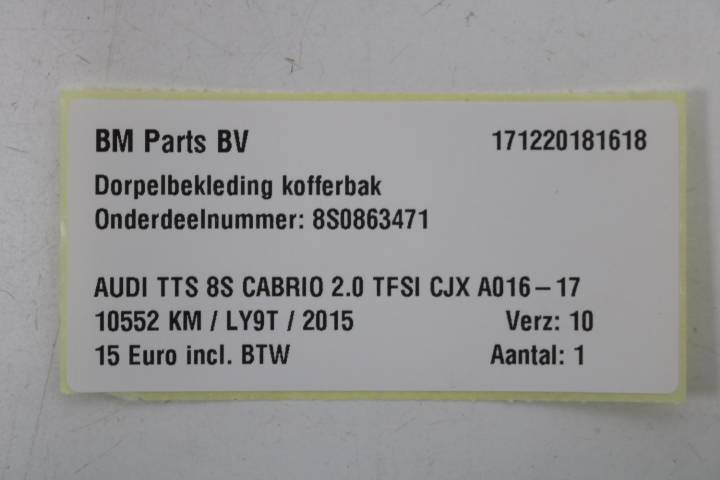 BM Parts BV 171220181618
Dorpelbekleding kofferbak
Onderdeelnummer: 8S0863471
AUDI TTS 8S CABRIO 2.0 TFSI CJX A016-17
10552 KM / LY9T / 2015 Verz: 10
15 Euro incl. BTW Aantal: 1